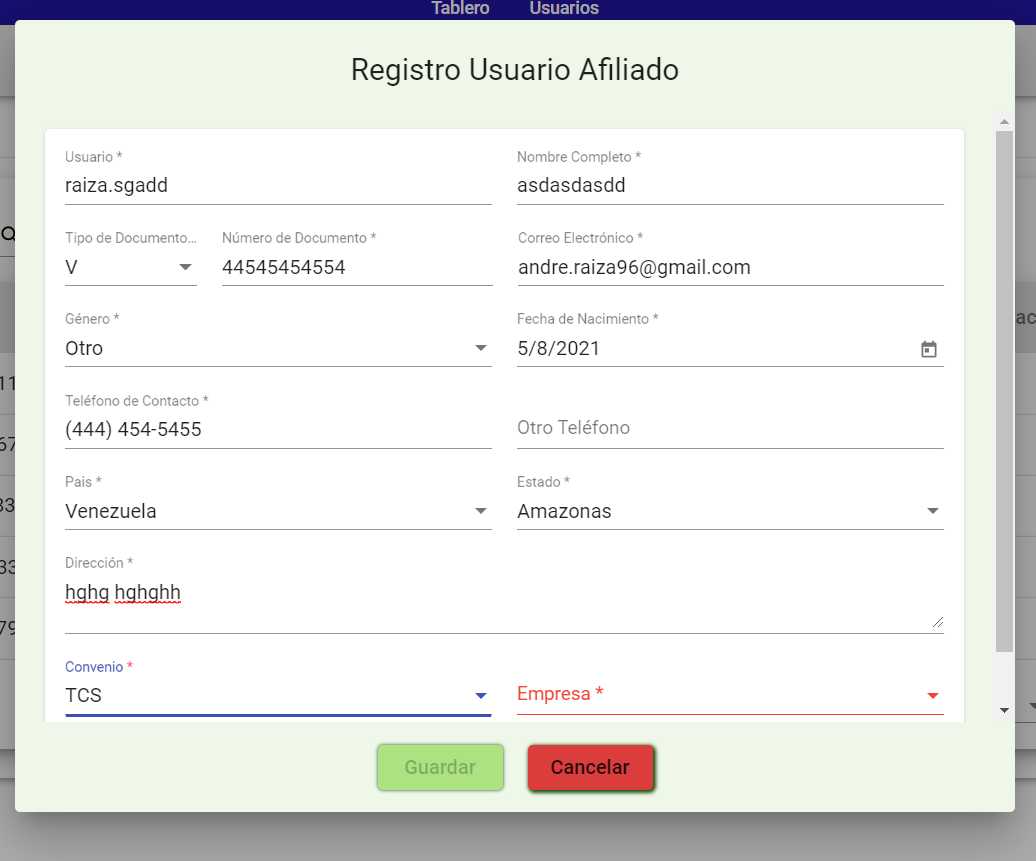 Tablero Usuarios
Registro Usuario Afiliado
Usuario * Nombre Completo *
raiza.sgadd asdasdasdd
Tipo de Documento... Número de Documento * Correo Electrónico *
V 44545454554 andre.raiza96@gmail.com
Género * Fecha de Nacimiento *
Otro 5/8/2021
Teléfono de Contacto *
(444) 454-5455 Otro Teléfono
Pais * Estado *
Venezuela Amazonas
Dirección *
hghg hghghh
Convenio *
TCS Empresa *
Guardar Cancelar